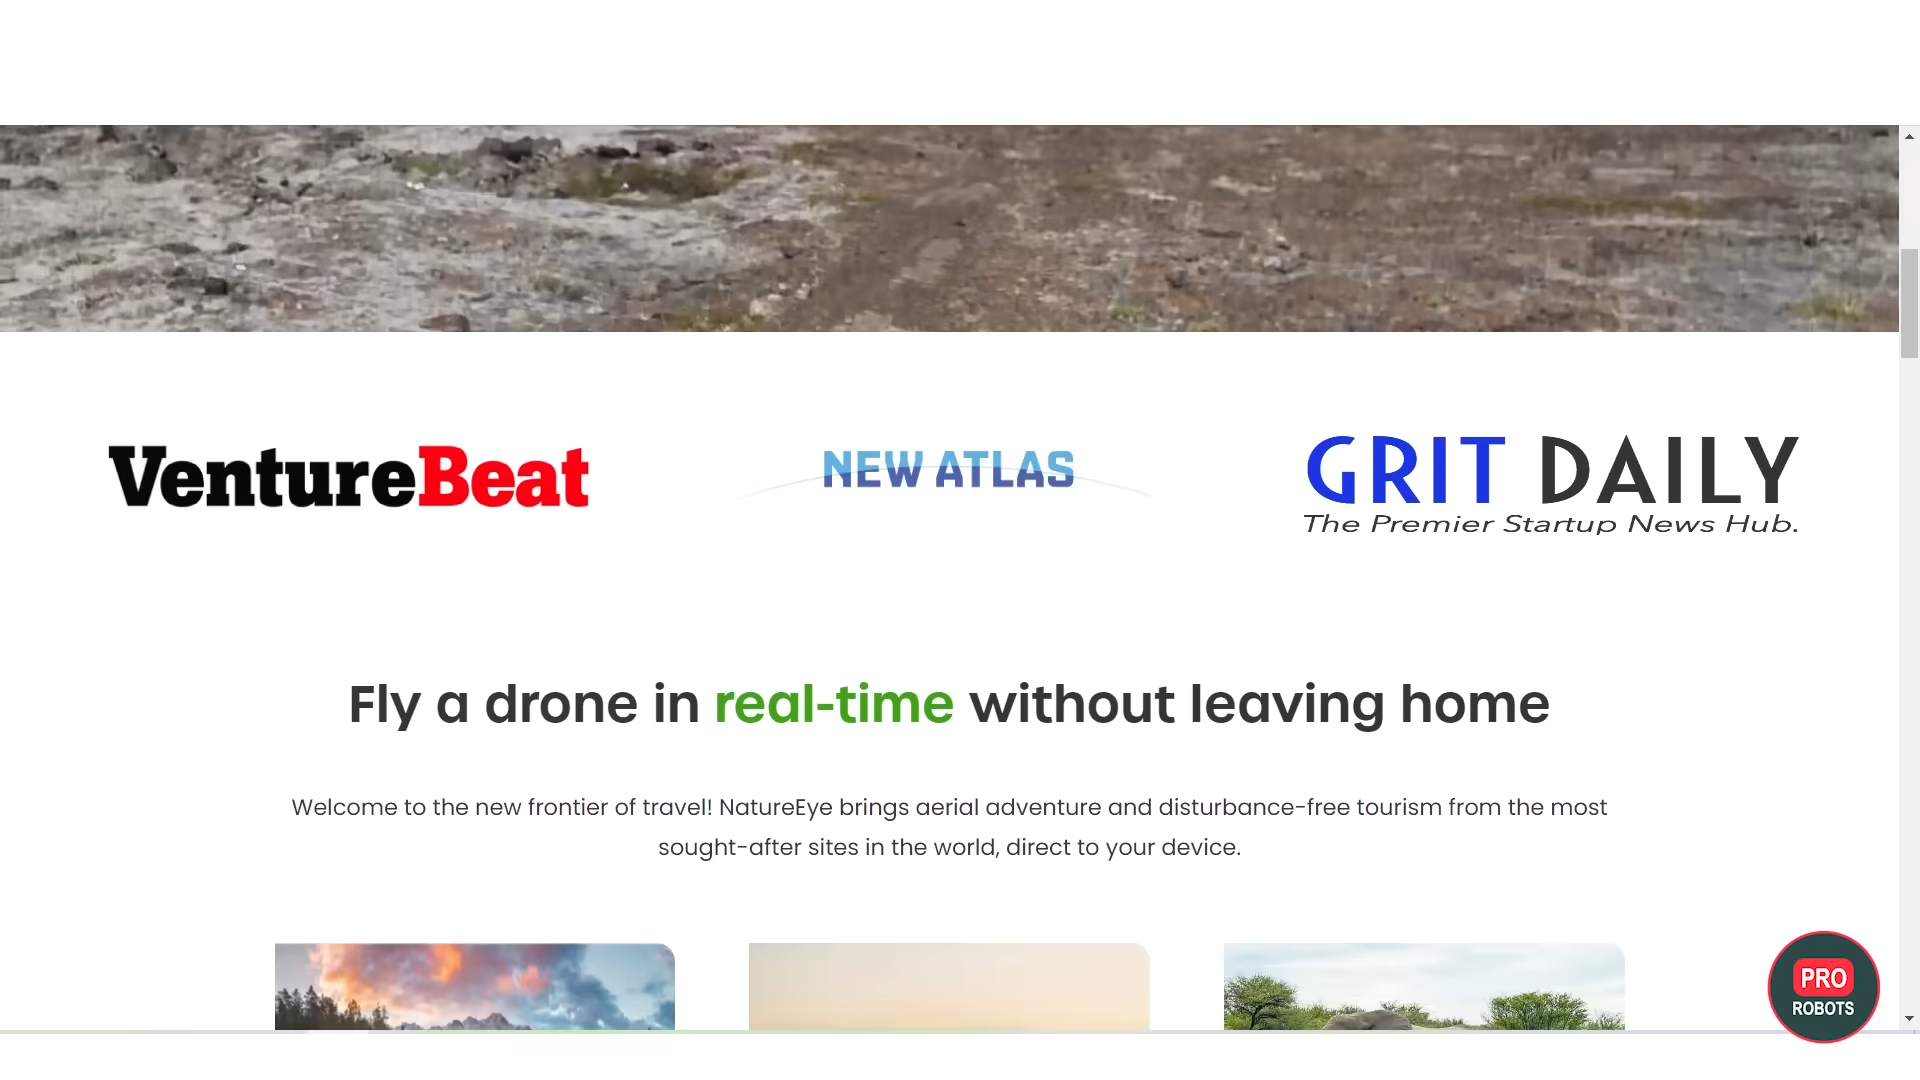 VentureBeat
NEW ATLAS
GRIT DAILY
The Premier Startup News Hub.
Fly a drone in real-time without leaving home
Welcome to the new frontier of travel! NatureEye brings aerial adventure and disturbance-free tourism from the most
sought-after sites in the world, direct to your device.
PRO
ROBOTS